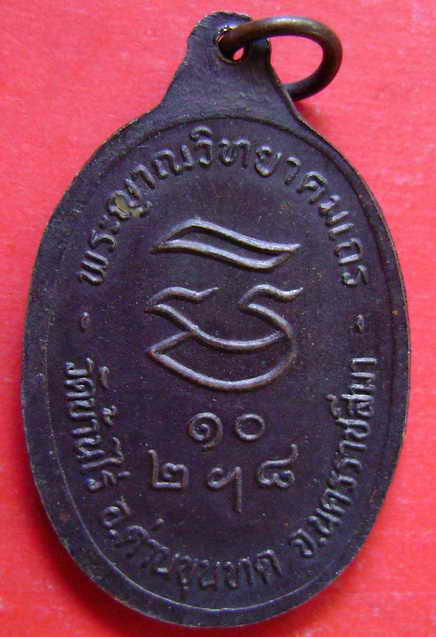 พระญาณวิทยาคมเถร
๑๐
๒ ๘
วัดบ้านไร่ อ.ด่านขุนทด จ.นครราชสีมา